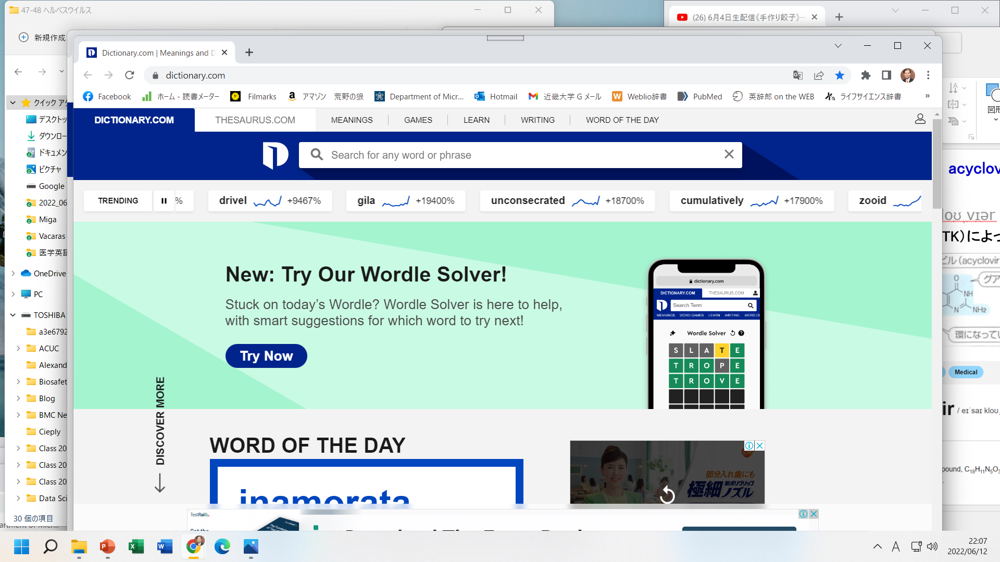 47-48 ヘルペスウイルス
(26) 6月4日生配信《手作り餃子》
新規作成
Dictionary.com | Meanings and D
dictionary.com
Facebook
ホーム - 読書メーター
Filmarks
アマゾン 荒野の狼
Department of Micr...
Hotmail
近畿大学 G メール
Weblio辞書
PubMed
英辞郎 on the WEB
ライフサイエンス辞書
»
クイック アク
デスクトッ
ダウンロー
ドキュメン
ピクチャ
Google
2022_06
Miga
Vacaras
医学英語
OneDrive
PC
TOSHIBA
a3e6792
ACUC
Alexand
Biosafet
Blog
BMC Ne
Cieply
Class 20
Class 20
Class 20
Data Sci
30 個の項目
DICTIONARY.COM
THESAURUS.COM
MEANINGS
GAMES
LEARN
WRITING
WORD OF THE DAY
Search for any word or phrase
TRENDING
%
drivel +9467%
gila +19400%
unconsecrated +18700%
cumulatively +17900%
zooid
New: Try Our Wordle Solver!
Stuck on today’s Wordle? Wordle Solver is here to help,
with smart suggestions for which word to try next!
Try Now
dictionary.com
DICTIONARY.COM THESAURUS.COM
Search Term
MEANINGS WORD GAMES LEARN WRITING WORD OF
Wordle Solver
S L A T E
T R O P E
T R O V E
DISCOVER MORE
WORD OF THE DAY
inamorata
部分入れ歯にも
極細 新ポリグリップ ノズル
TestRail
図形
acyclov
loʊˌvɪər
TK)によっ
ビル (acyclovir
グア
O
NH
N NH₂
環になってい
Medical
ir / eɪˈsaɪ kloʊ
pound, C₁₈H₁₁N₅O₃
A
22:07
2022/06/12